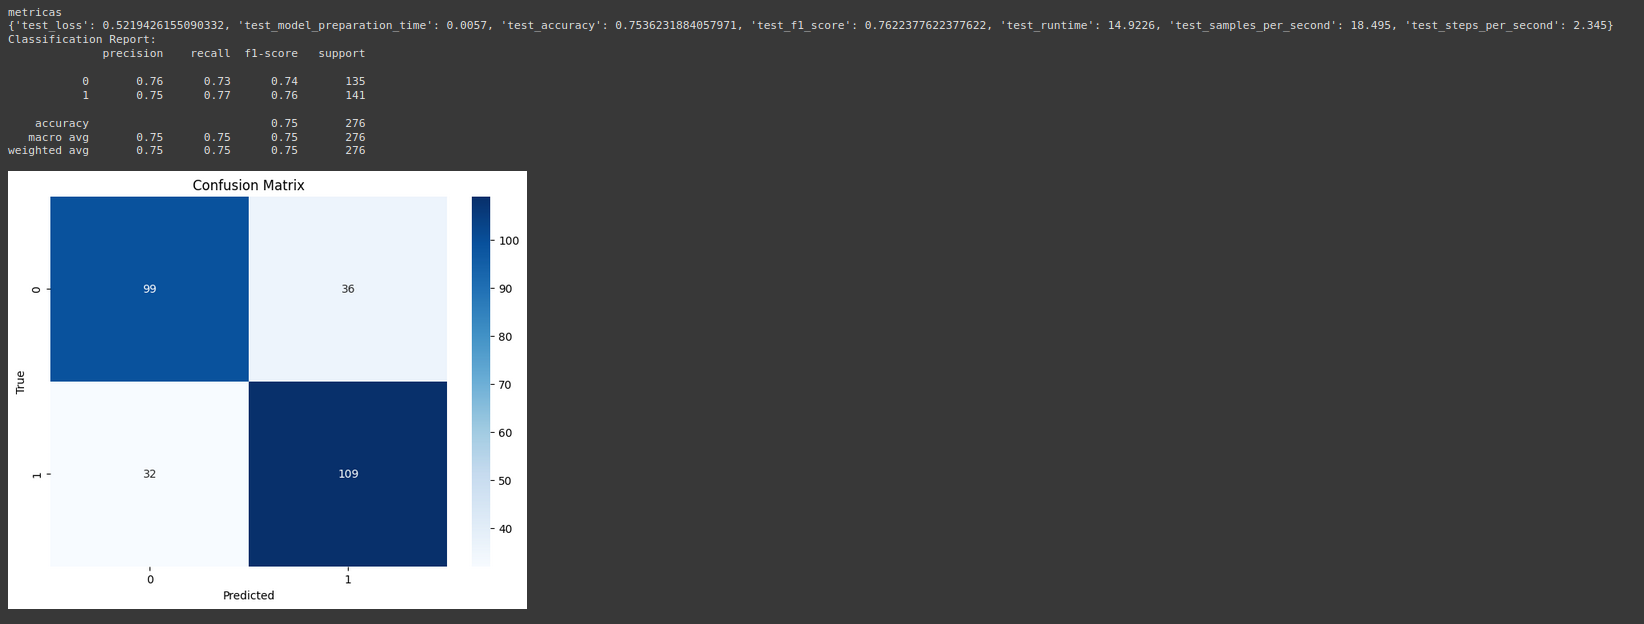 metricas
{'test_loss': 0.5219426155090332, 'test_model_preparation_time': 0.0057, 'test_accuracy': 0.7536231884057971, 'test_f1_score': 0.7622377622377622, 'test_runtime': 14.9226, 'test_samples_per_second': 18.495, 'test_steps_per_second': 2.345}
Classification Report:
precision recall f1-score support
0 0.76 0.73 0.74 135
1 0.75 0.77 0.76 141
accuracy 0.75 276
macro avg 0.75 0.75 0.75 276
weighted avg 0.75 0.75 0.75 276
Confusion Matrix
100
99 36
0
90
80
True
70
60
32 109
1
50
40
0 1
Predicted